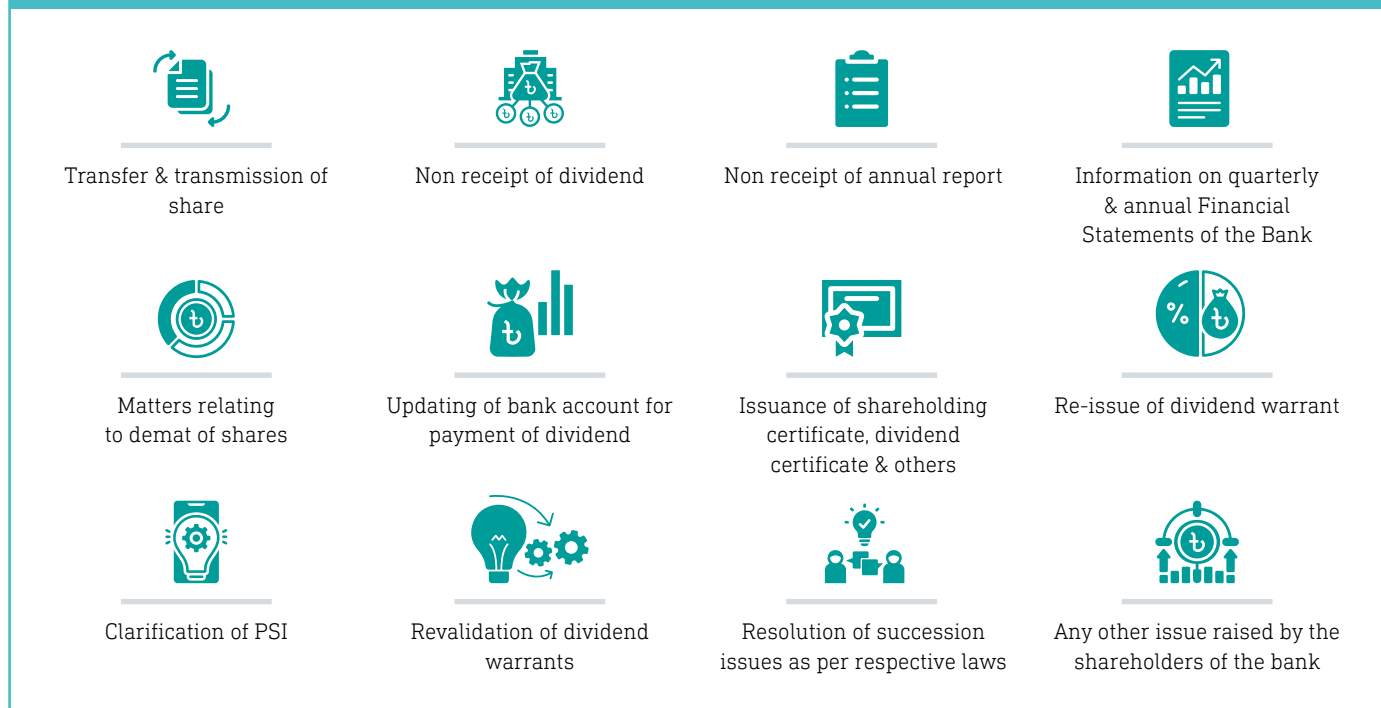 Transfer & transmission of
share
Non receipt of dividend
Non receipt of annual report
Information on quarterly
& annual Financial
Statements of the Bank
Matters relating
to demat of shares
Updating of bank account for
payment of dividend
Issuance of shareholding
certificate, dividend
certificate & others
%
৳
Re-issue of dividend warrant
Clarification of PSI
Revalidation of dividend
warrants
Resolution of succession
issues as per respective laws
Any other issue raised by the
shareholders of the bank